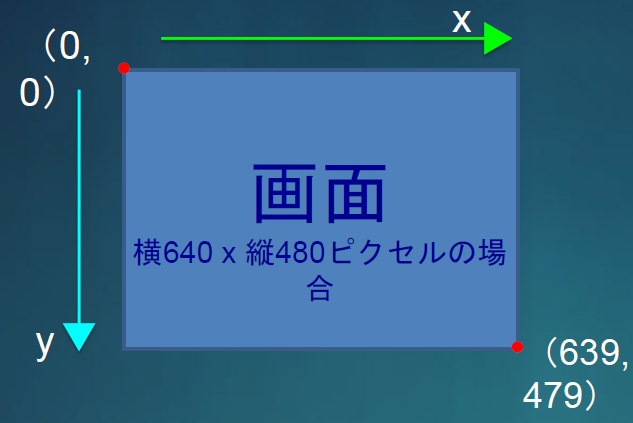 x
（0,
0）
画面
横640 x 縦480ピクセルの場
合
y
（639,
479）